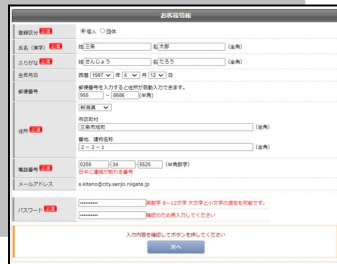 お客様情報
登録区分 必須 個人 団体
氏名（漢字） 必須 姓 三条 名 太郎 （全角）
ふりがな 必須 姓 さんじょう 名 たろう （全角）
生年月日 西暦 1997 年 4 月 12 日
郵便番号 郵便番号を入力すると住所が自動入力できます。
955 - 8686 (半角)
新潟県
市区町村
住所 必須 三条市旭町 （全角）
番地、建物名称
2－3－1 （全角）
電話番号 必須 0256 - 34 - 5525 （半角数字）
日中に連絡が取れる番号
メールアドレス s.kitano@city.sanjo.niigata.jp
パスワード 必須 英数字 8～12文字 大文字と小文字の混在も可能です。
確認のため再入力してください
入力内容を確認してボタンを押してください
次へ